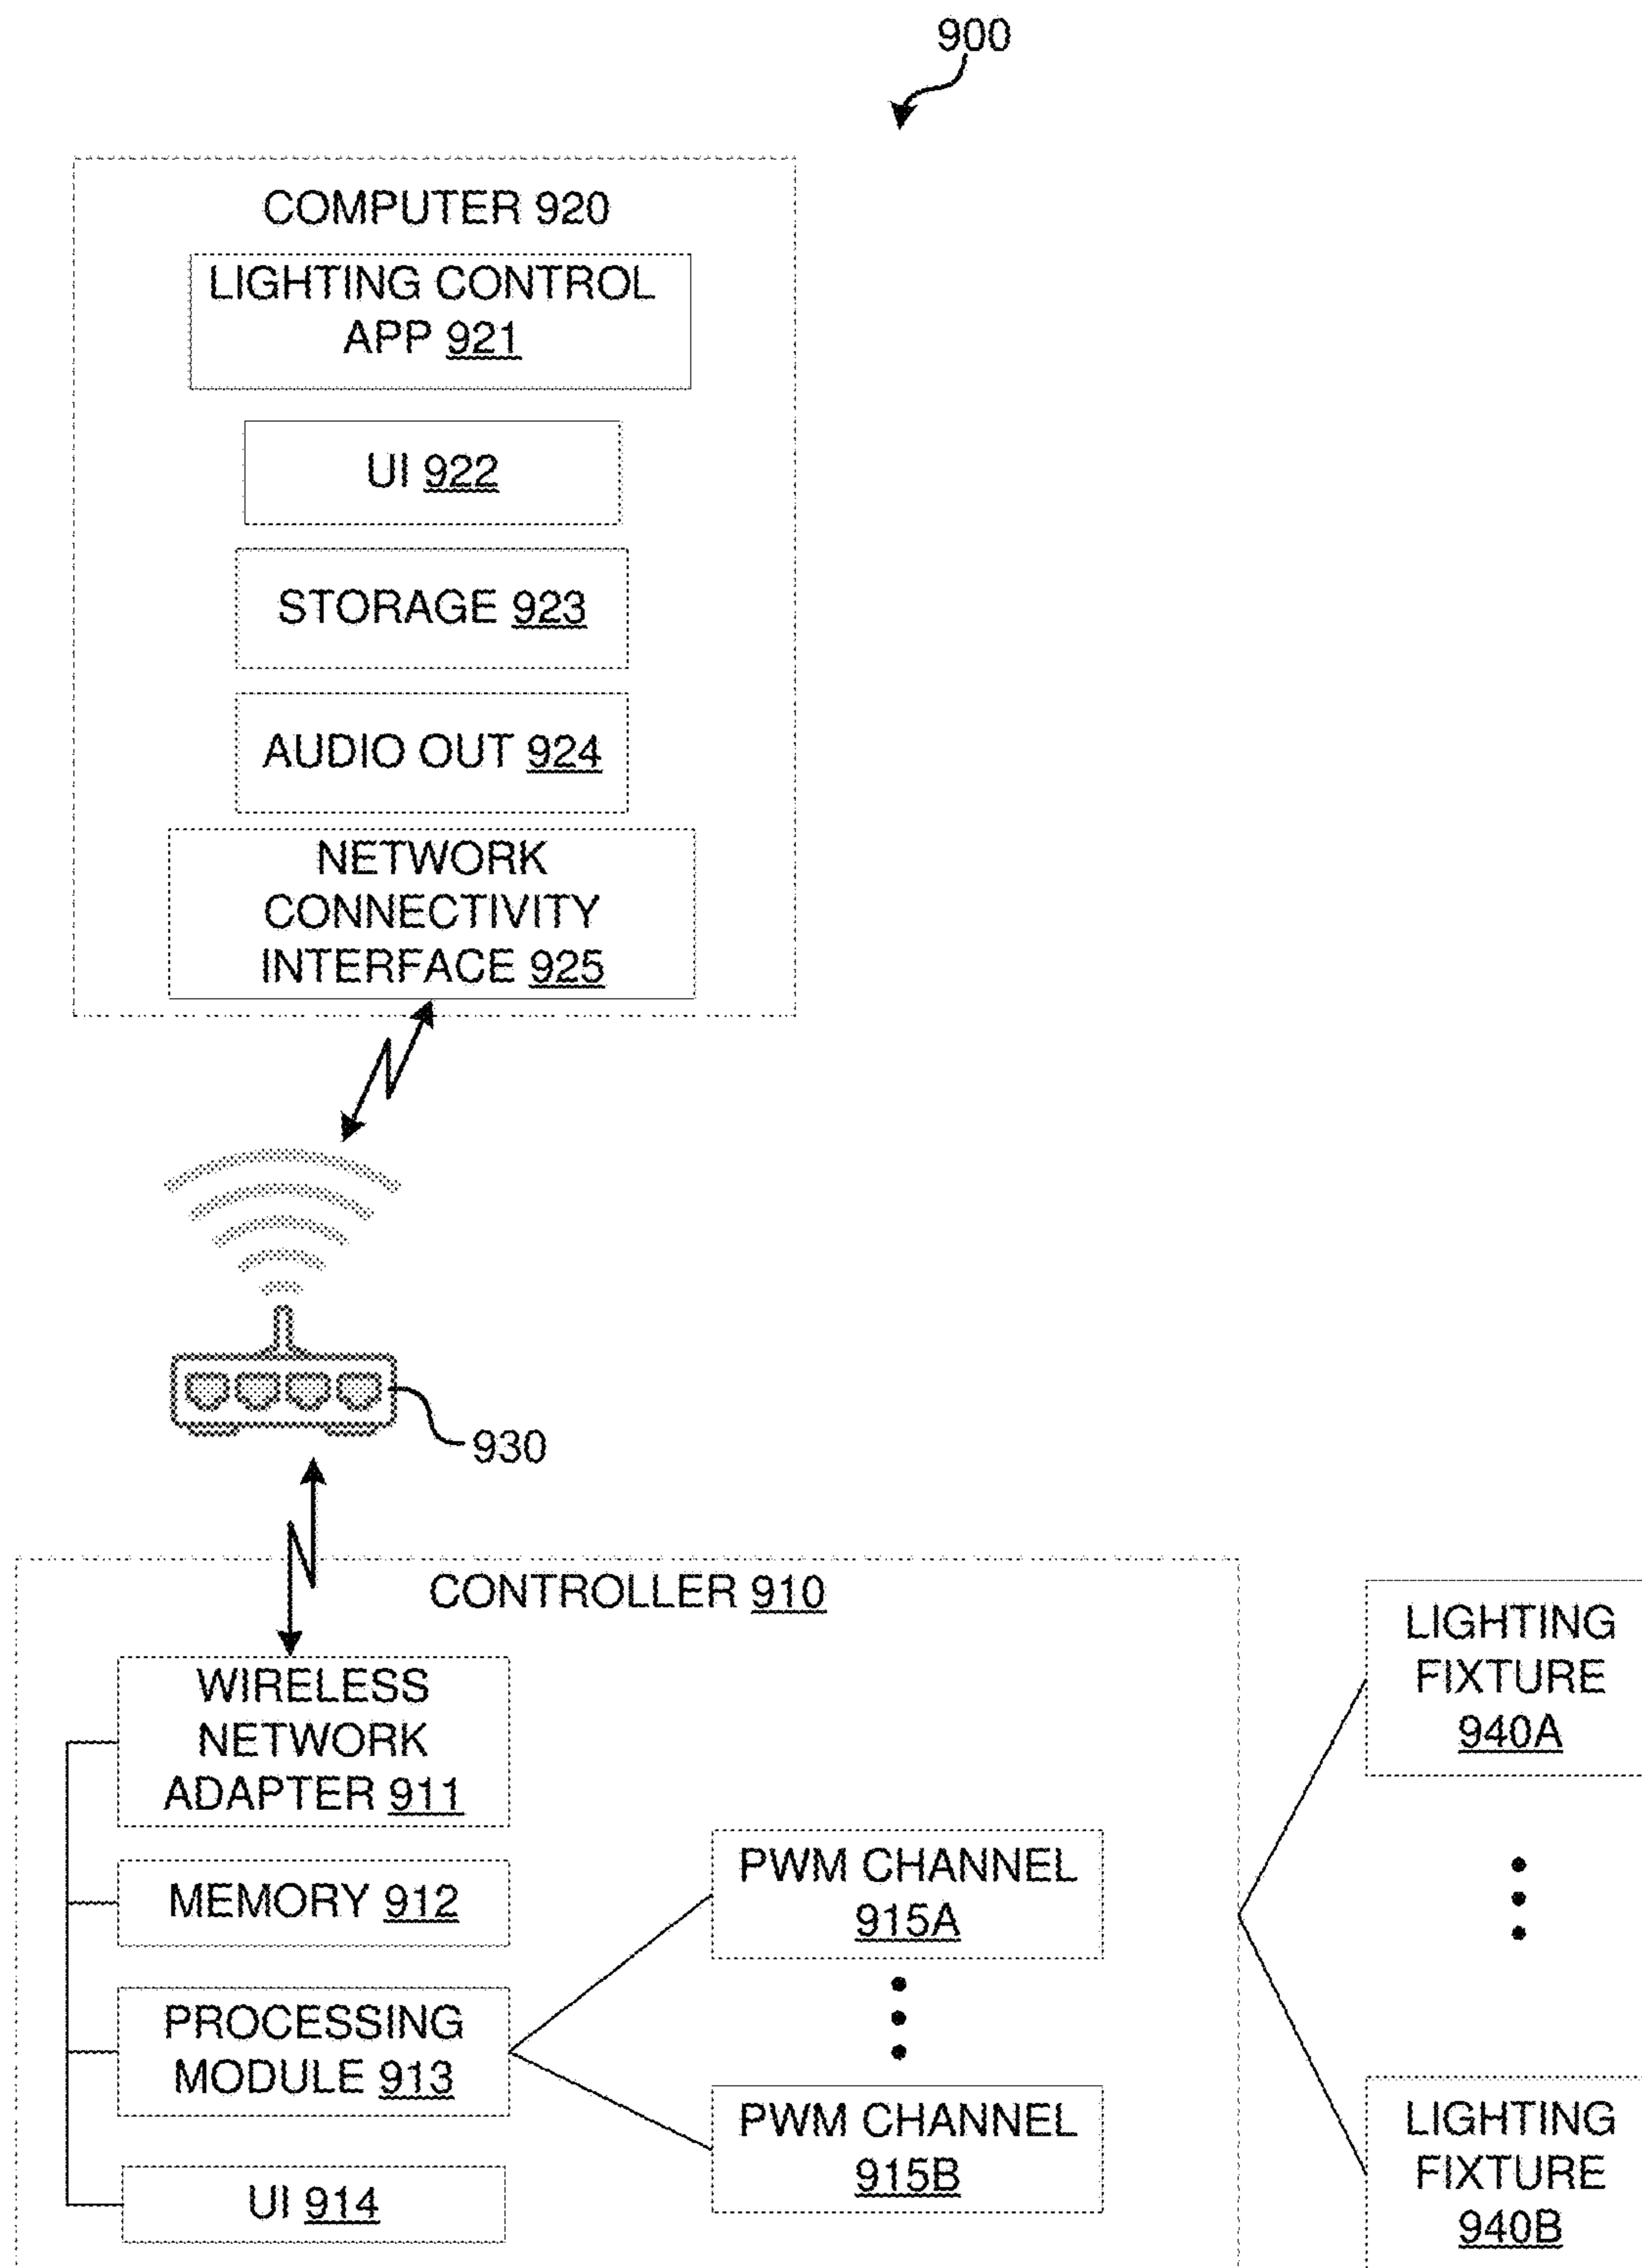 900
COMPUTER 920
LIGHTING CONTROL
APP 921
UI 922
STORAGE 923
AUDIO OUT 924
NETWORK
CONNECTIVITY
INTERFACE 925
930
CONTROLLER 910
WIRELESS
NETWORK
ADAPTER 911
MEMORY 912
PROCESSING
MODULE 913
UI 914
PWM CHANNEL
915A
PWM CHANNEL
915B
LIGHTING
FIXTURE
940A
LIGHTING
FIXTURE
940B